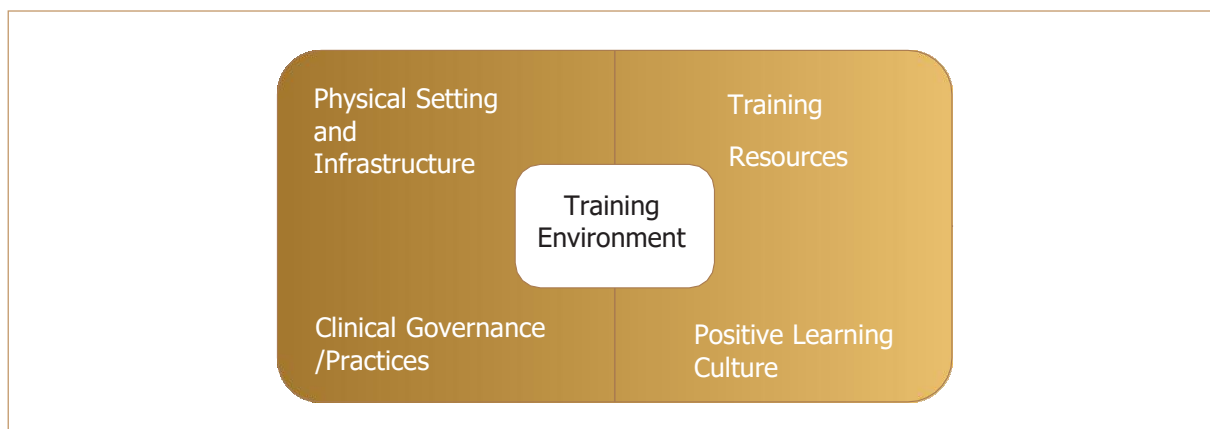 Physical Setting
and
Infrastructure
Training
Resources
Training
Environment
Clinical Governance
/Practices
Positive Learning
Culture